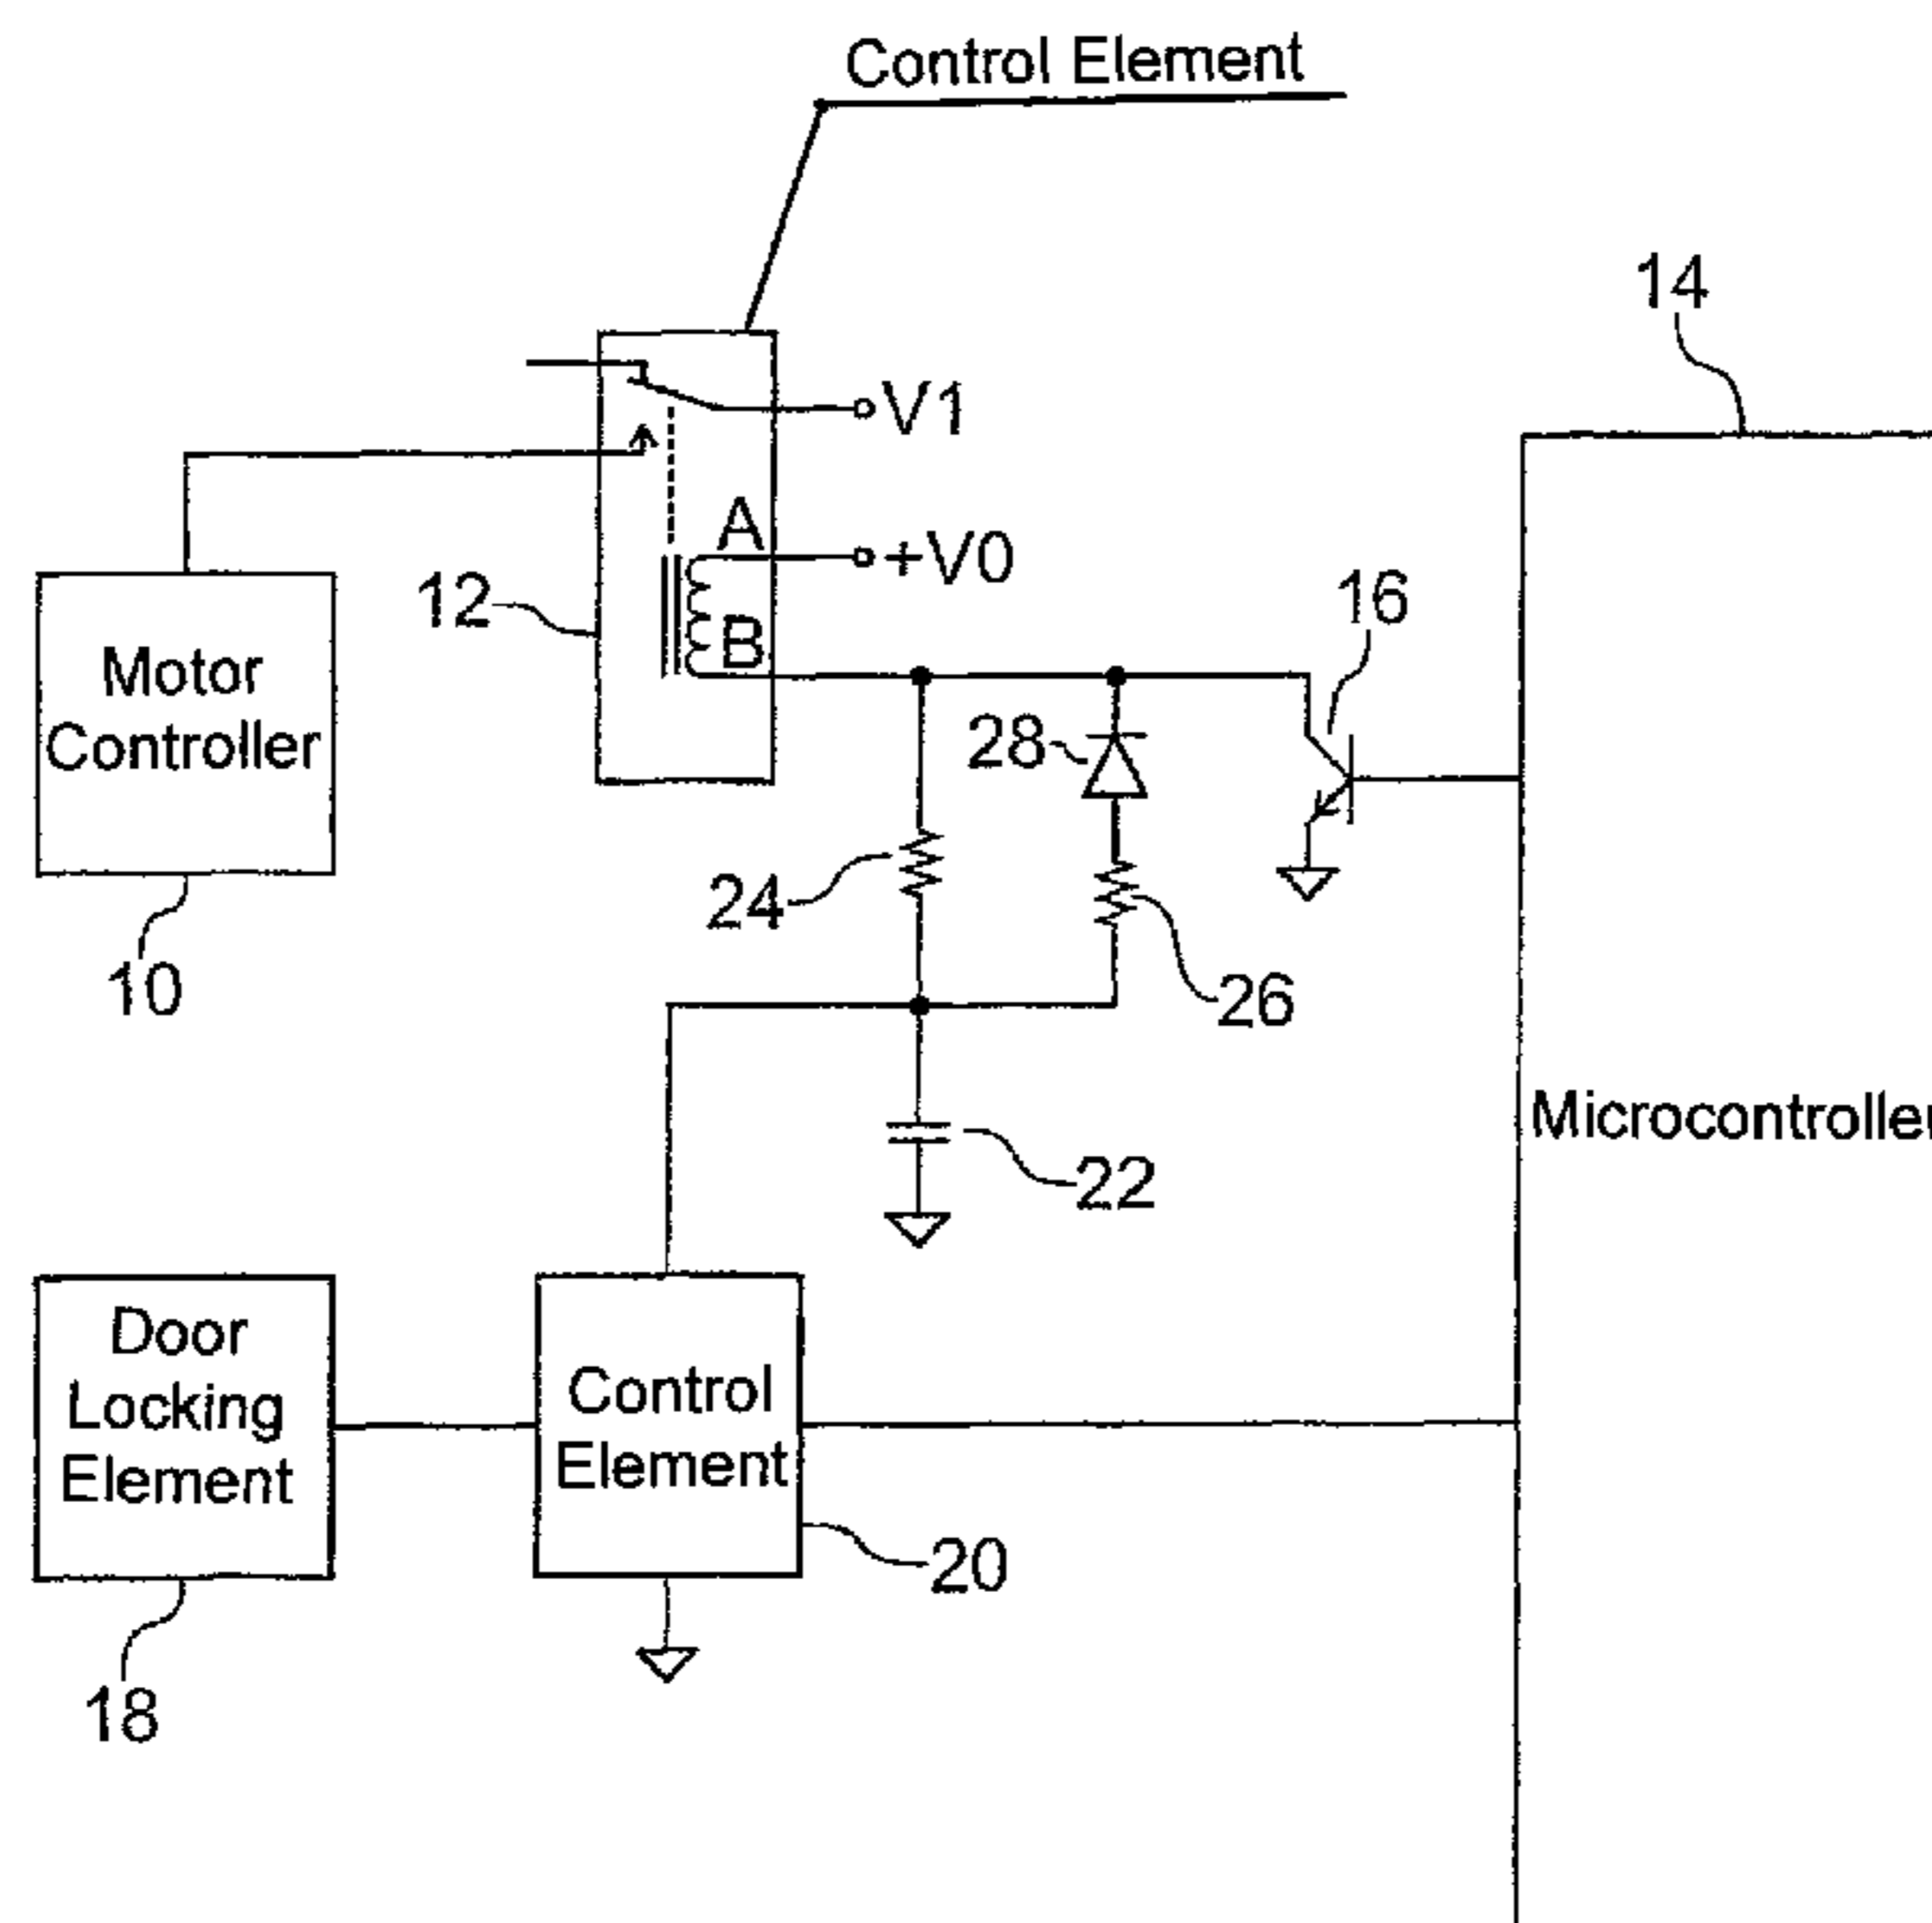 Control Element
14
V1
A
+V0
12
B
16
Motor
Controller
28
24
10
26
Microcontroller
22
Door
Locking
Element
Control
Element
20
18